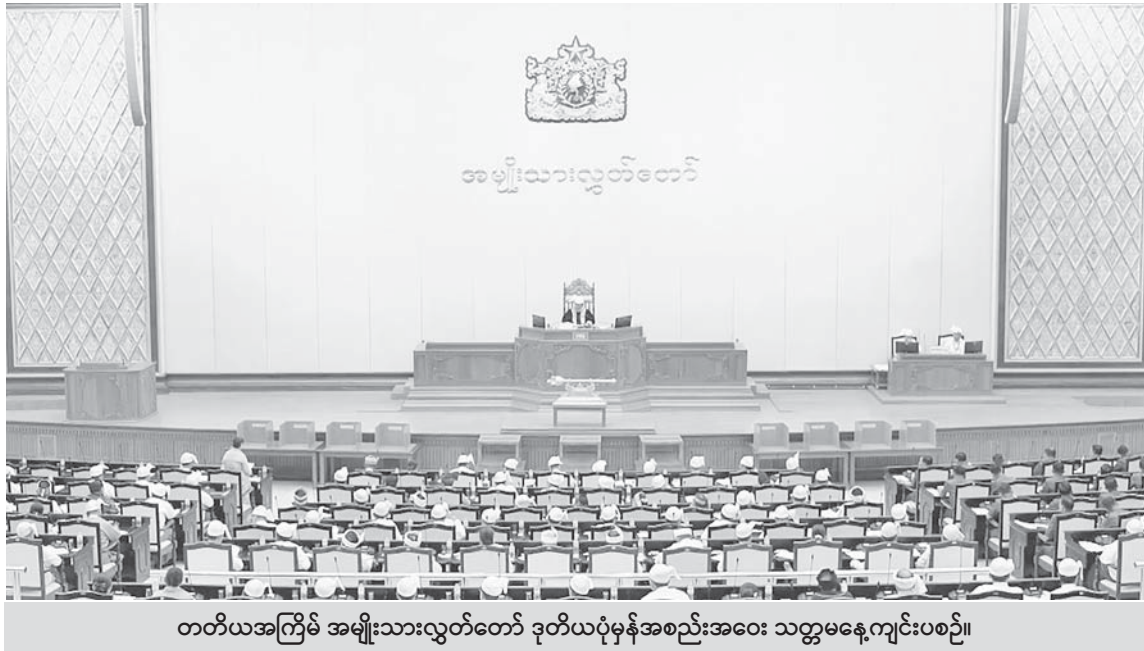 အမျိုးသားလွှတ်တော်
တတိယအကြိမ် အမျိုးသားလွှတ်တော် ဒုတိယပုံမှန်အစည်းအဝေး သတ္တမနေ့ကျင်းပစဉ်။